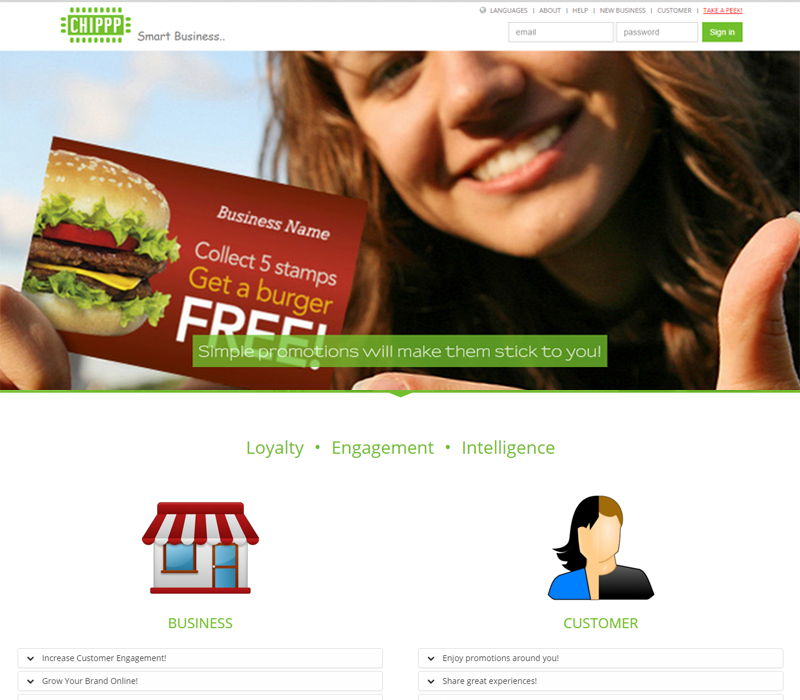 CHIPPP
Smart Business..
LANGUAGES | ABOUT | HELP | NEW BUSINESS | CUSTOMER | TAKE A PEEK!
email password Sign in
Business Name
Collect 5 stamps
Get a burger
FREE!
Simple promotions will make them stick to you!
Loyalty • Engagement • Intelligence
BUSINESS
Increase Customer Engagement!
Grow Your Brand Online!
CUSTOMER
Enjoy promotions around you!
Share great experiences!